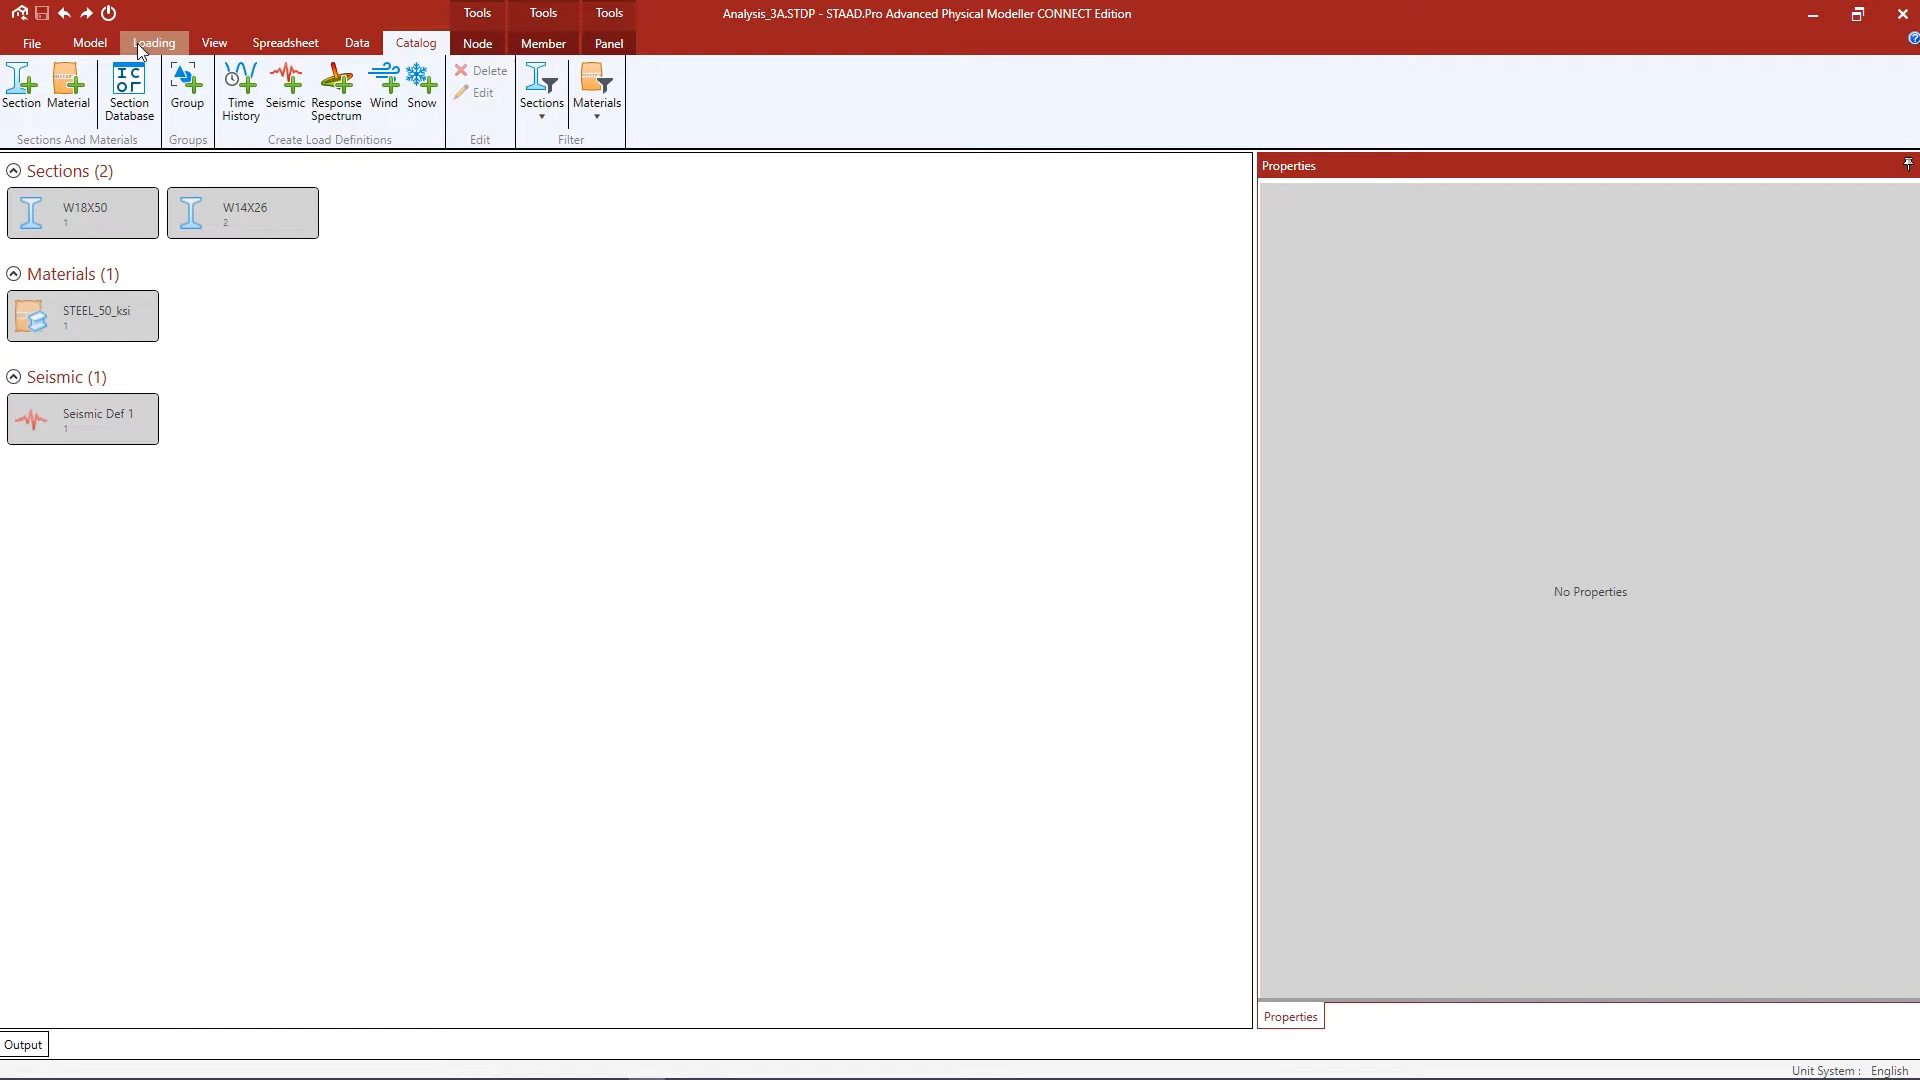 Tools Tools Tools
Analysis_3A.STDP - STAAD.Pro Advanced Physical Modeller CONNECT Edition
File Model Loading View Spreadsheet Data Catalog Node Member Panel
Section
Material
Section
Database
Group
Time
History
Seismic
Response
Spectrum
Wind
Snow
Delete
Edit
Sections
Materials
Sections And Materials
Groups
Create Load Definitions
Edit
Filter
Sections (2)
W18X50
1
W14X26
2
Materials (1)
STEEL_50_ksi
1
Seismic (1)
Seismic Def 1
1
Properties
No Properties
Properties
Output
Unit System : English